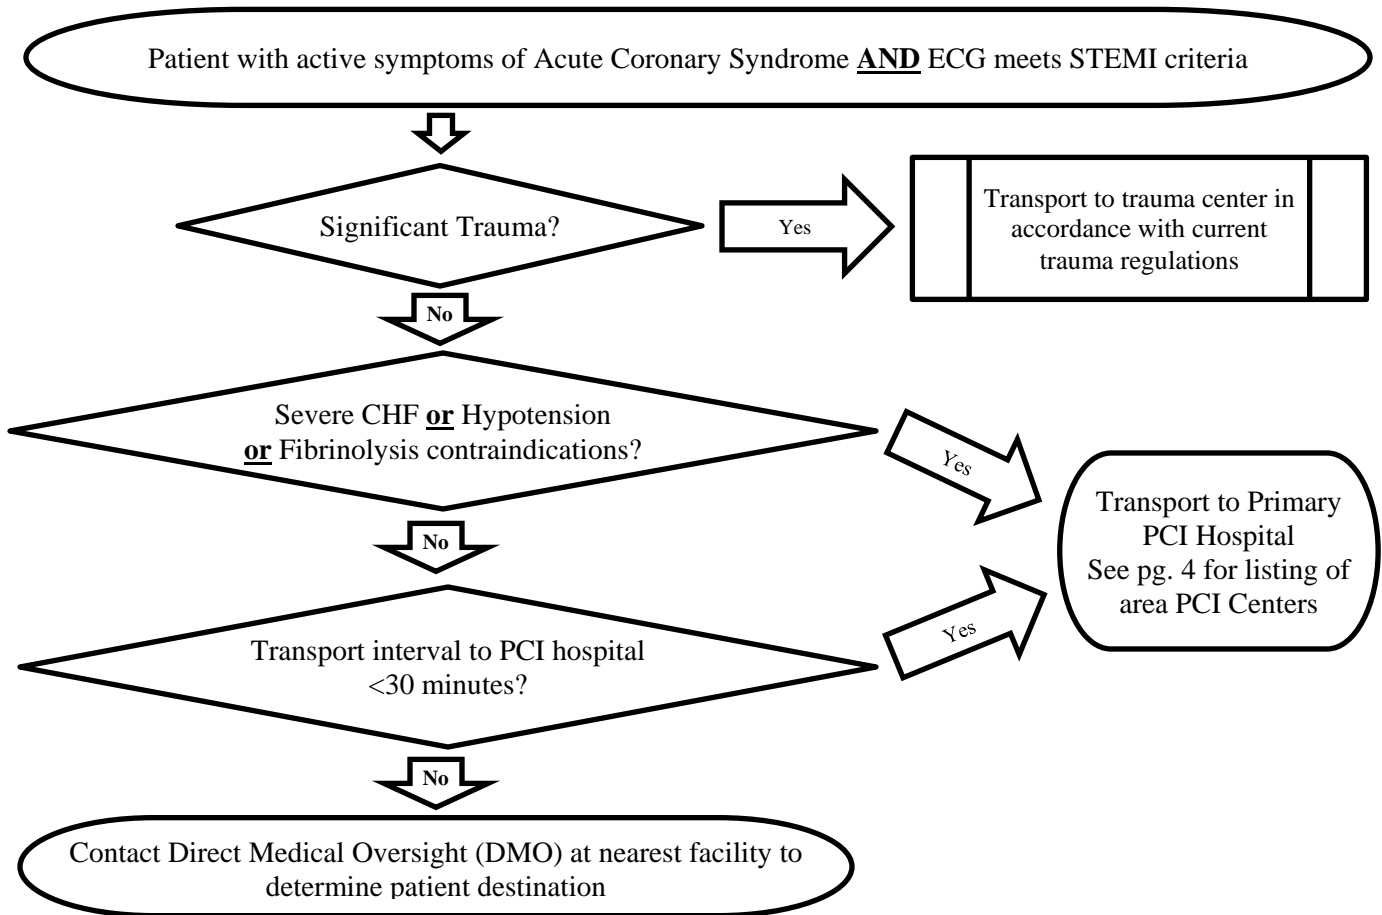 Patient with active symptoms of Acute Coronary Syndrome AND ECG meets STEMI criteria
Significant Trauma?
Yes
Transport to trauma center in
accordance with current
trauma regulations
No
Severe CHF or Hypotension
or Fibrinolysis contraindications?
Yes
Transport to Primary
PCI Hospital
See pg. 4 for listing of
area PCI Centers
No
Transport interval to PCI hospital
<30 minutes?
Yes
No
Contact Direct Medical Oversight (DMO) at nearest facility to
determine patient destination